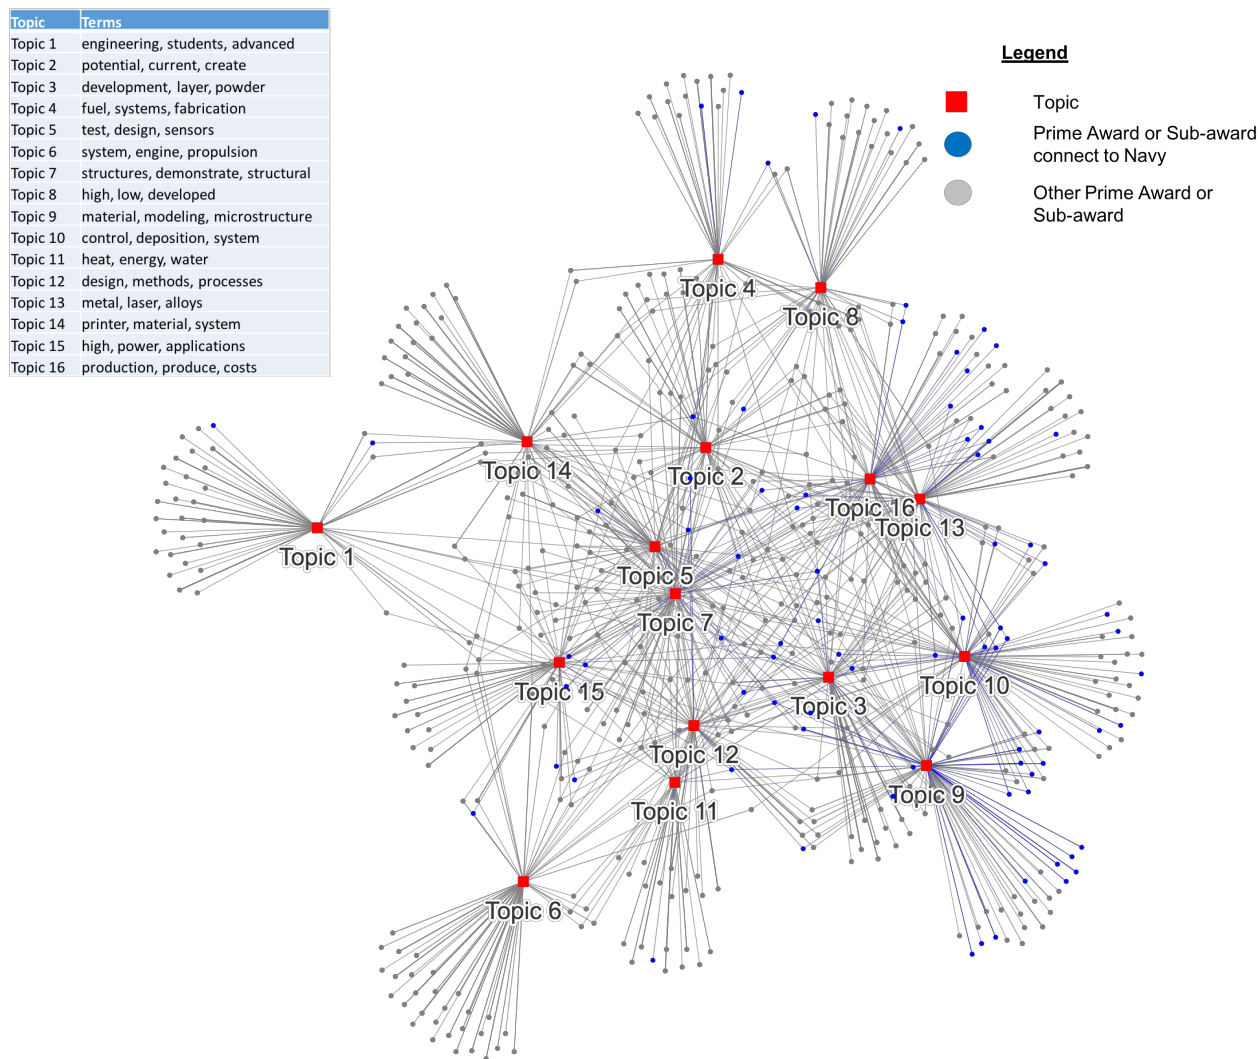 Topic Terms
Topic 1 engineering, students, advanced
Topic 2 potential, current, create
Topic 3 development, layer, powder
Topic 4 fuel, systems, fabrication
Topic 5 test, design, sensors
Topic 6 system, engine, propulsion
Topic 7 structures, demonstrate, structural
Topic 8 high, low, developed
Topic 9 material, modeling, microstructure
Topic 10 control, deposition, system
Topic 11 heat, energy, water
Topic 12 design, methods, processes
Topic 13 metal, laser, alloys
Topic 14 printer, material, system
Topic 15 high, power, applications
Topic 16 production, produce, costs
Legend
Topic
Prime Award or Sub-award
connect to Navy
Other Prime Award or
Sub-award
Topic 4
Topic 8
Topic 14
Topic 2
Topic 16
Topic 13
Topic 1
Topic 5
Topic 7
Topic 15
Topic 10
Topic 3
Topic 12
Topic 9
Topic 11
Topic 6